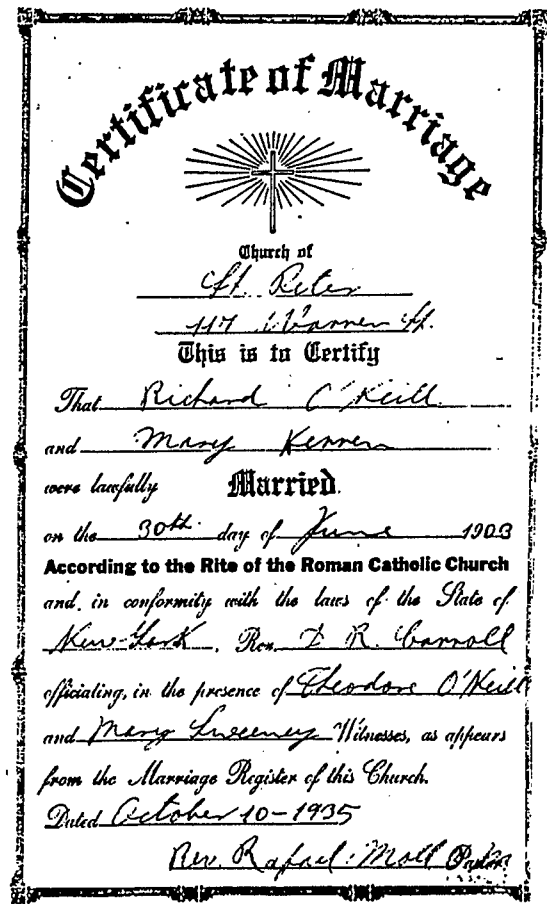 Certificate of Marriage
Church of
St. Peter
117 Warren St.
This is to Certify
That Richard O'Neill
and Mary
were lawfully Married.
on the 30th day of June 1903
According to the Rite of the Roman Catholic Church
and in conformity with the laws of the State of
New-York. Rev. D. R. Carroll
officiating, in the presence of Theodore O'Neill
and Mary Sweeney Witnesses, as appears
from the Marriage Register of this Church.
Dated October 10-1935
Rev. Rafael Moll Pastor